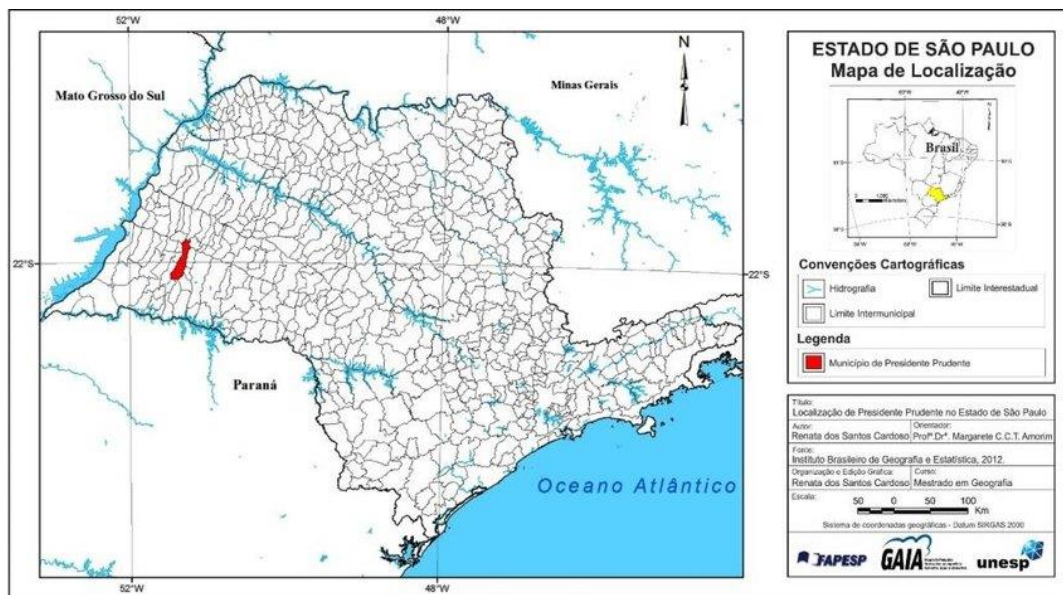 52°W
48°W
N
Mato Grosso do Sul
Minas Gerais
22°S
22°S
Paraná
Oceano Atlântico
52°W
48°W
ESTADO DE SÃO PAULO
Mapa de Localização
Brasil
Convenções Cartográficas
Hidrografia
Limite Interestadual
Limite Intermunicipal
Legenda
Município de Presidente Prudente
Título:
Localização de Presidente Prudente no Estado de São Paulo
Autor:
Orientador:
Renata dos Santos Cardoso
Profª.Drª. Margarete C.C.T. Amorim
Fonte:
Instituto Brasileiro de Geografia e Estatística, 2012.
Organização e Edição Gráfica:
Curso:
Renata dos Santos Cardoso
Mestrado em Geografia
Escala:
50 0 50 100
Km
Sistema de coordenadas geográficas - Datum SIRGAS 2000
FAPESP
GAIA
unesp